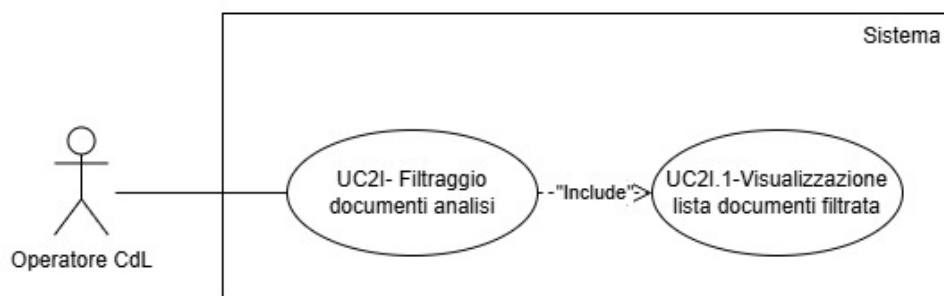 Sistema
UC2I- Filtraggio
documenti analisi
"Include"
UC2I.1-Visualizzazione
lista documenti filtrata
Operatore CdL